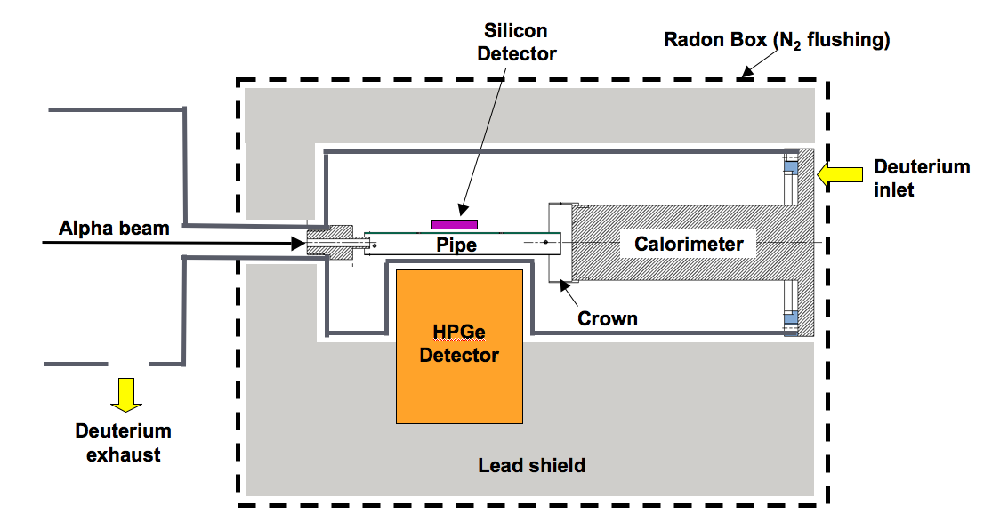 Silicon
Detector
Radon Box (N₂ flushing)
Deuterium
inlet
Alpha beam
Pipe
Calorimeter
Crown
HPGe
Detector
Deuterium
exhaust
Lead shield